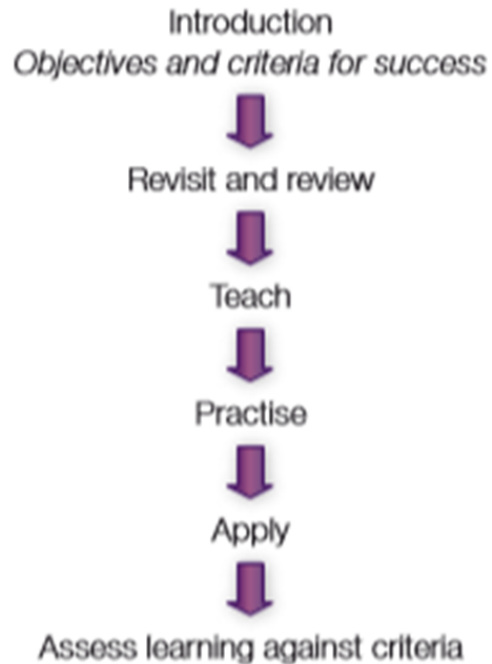 Introduction
Objectives and criteria for success
Revisit and review
Teach
Practise
Apply
Assess learning against criteria